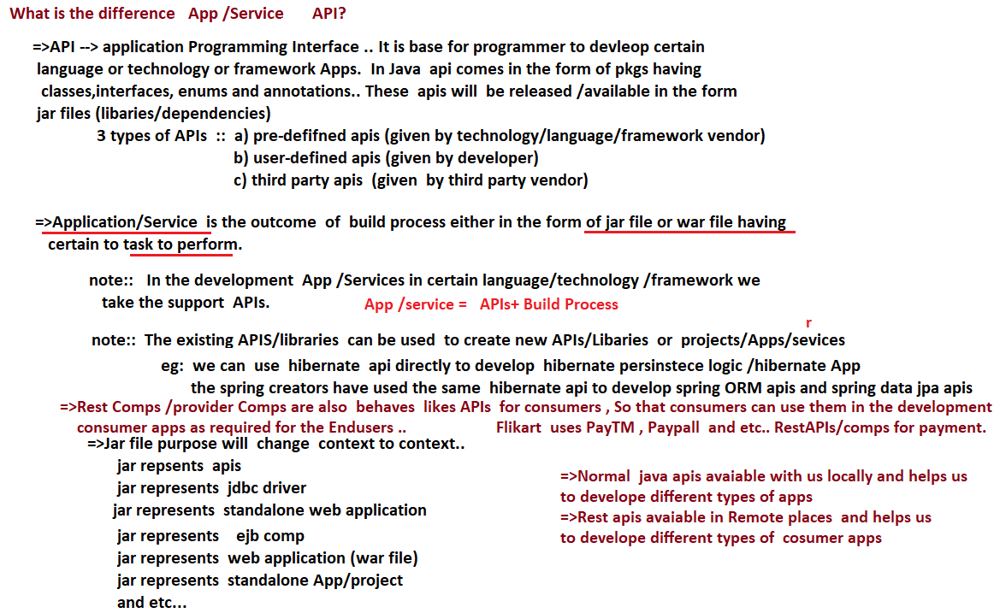 What is the difference App /Service API?
=>API --> application Programming Interface .. It is base for programmer to devleop certain
language or technology or framework Apps. In Java api comes in the form of pkgs having
classes,interfaces, enums and annotations.. These apis will be released /available in the form
jar files (libaries/dependencies)
3 types of APIs :: a) pre-defifned apis (given by technology/language/framework vendor)
b) user-defined apis (given by developer)
c) third party apis (given by third party vendor)
=>Application/Service is the outcome of build process either in the form of jar file or war file having
certain to task to perform.
note:: In the development App /Services in certain language/technology /framework we
take the support APIs. App /service = APIs+ Build Process
r
note:: The existing APIS/libraries can be used to create new APIs/Libaries or projects/Apps/sevices
eg: we can use hibernate api directly to develop hibernate persinstece logic /hibernate App
the spring creators have used the same hibernate api to develop spring ORM apis and spring data jpa apis
=>Rest Comps /provider Comps are also behaves likes APIs for consumers , So that consumers can use them in the development
consumer apps as required for the Endusers .. Flikart uses PayTM , Paypall and etc.. RestAPIs/comps for payment.
=>Jar file purpose will change context to context..
jar repsents apis
jar represents jdbc driver
jar represents standalone web application
jar represents ejb comp
jar represents web application (war file)
jar represents standalone App/project
and etc...
=>Normal java apis avaiable with us locally and helps us
to develope different types of apps
=>Rest apis avaiable in Remote places and helps us
to develope different types of cosumer apps